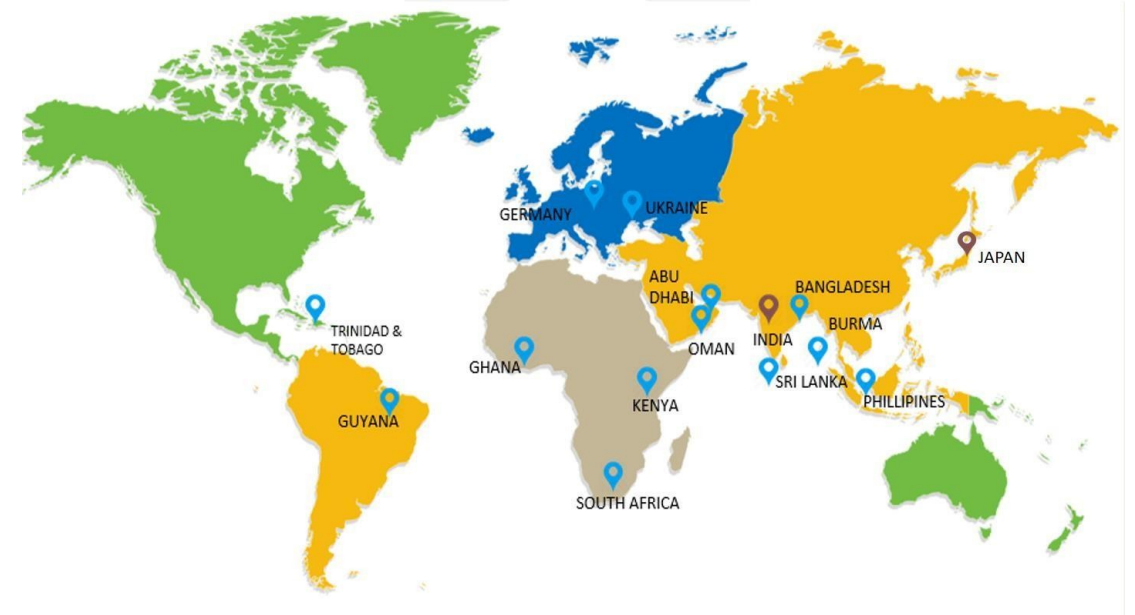 GERMANY
UKRAINE
JAPAN
ABU
DHABI
BANGLADESH
BURMA
TRINIDAD &
TOBAGO
INDIA
OMAN
GHANA
SRI LANKA
KENYA
PHILLIPINES
GUYANA
SOUTH AFRICA